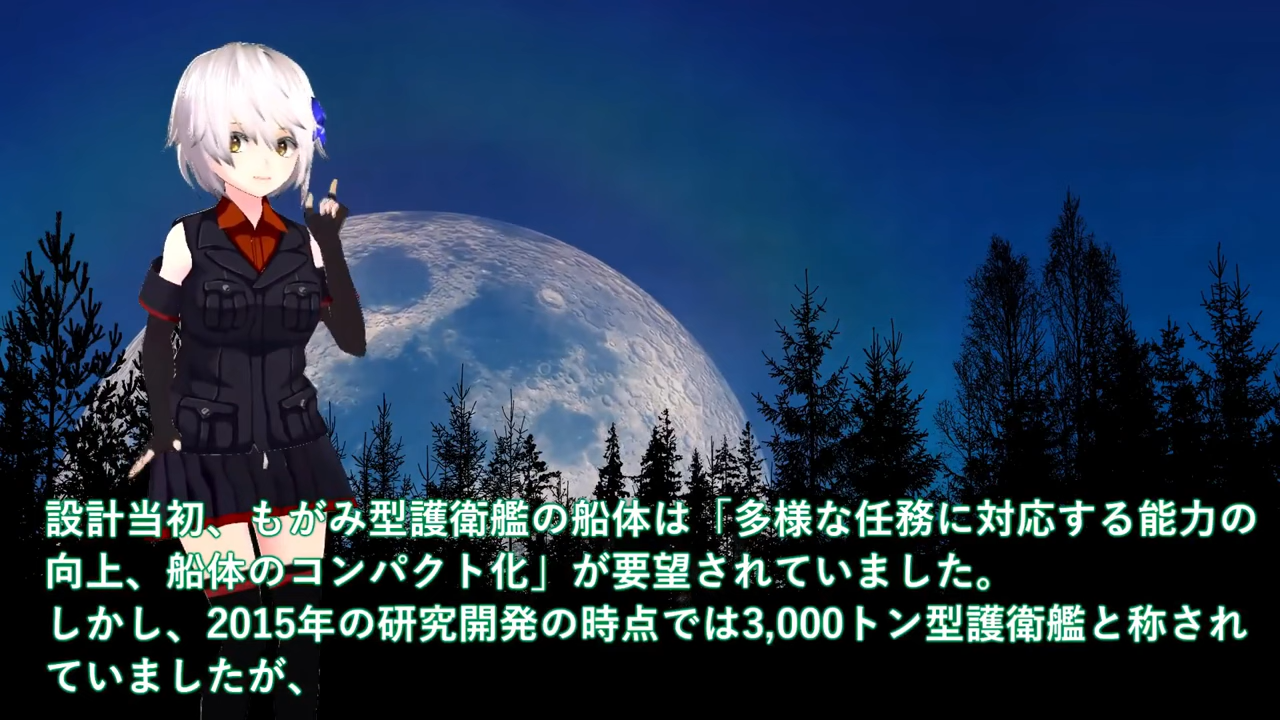 設計当初、もがみ型護衛艦の船体は「多様な任務に対応する能力の
向上、船体のコンパクト化」が要望されていました。
しかし、2015年の研究開発の時点では3,000トン型護衛艦と称され
ていましたが、